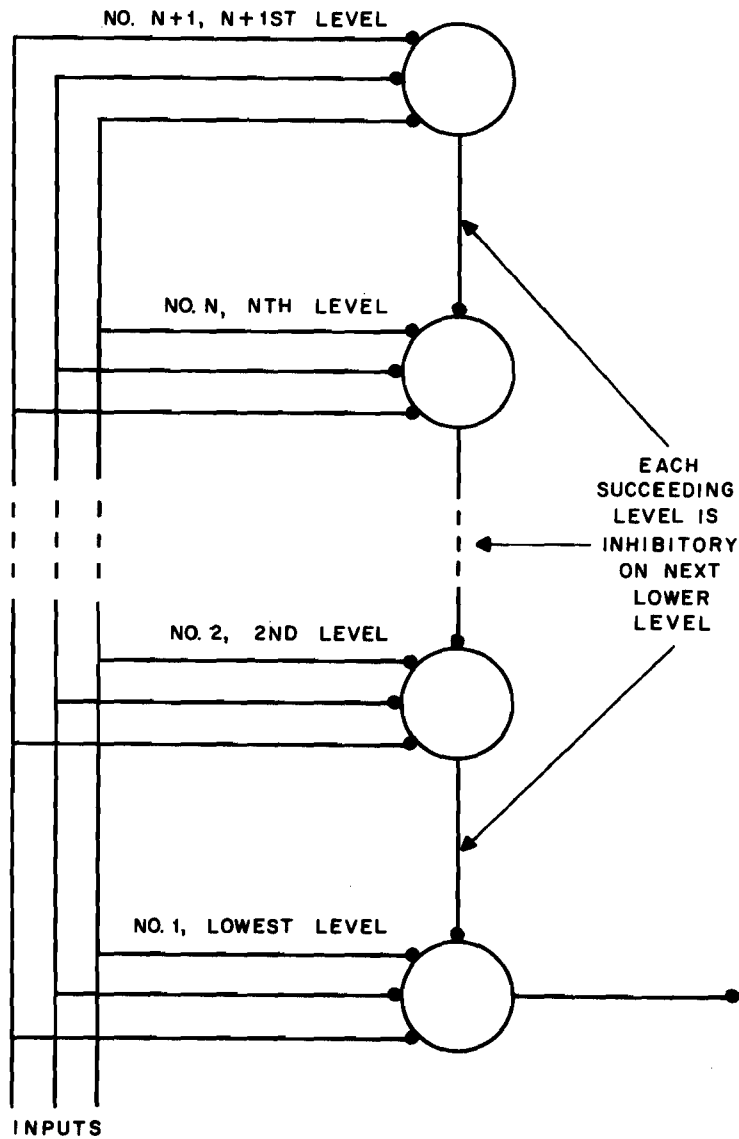 NO. N+1, N+1ST LEVEL
NO. N, NTH LEVEL
EACH
SUCCEEDING
LEVEL IS
INHIBITORY
ON NEXT
LOWER
LEVEL
NO. 2, 2ND LEVEL
NO. 1, LOWEST LEVEL
INPUTS